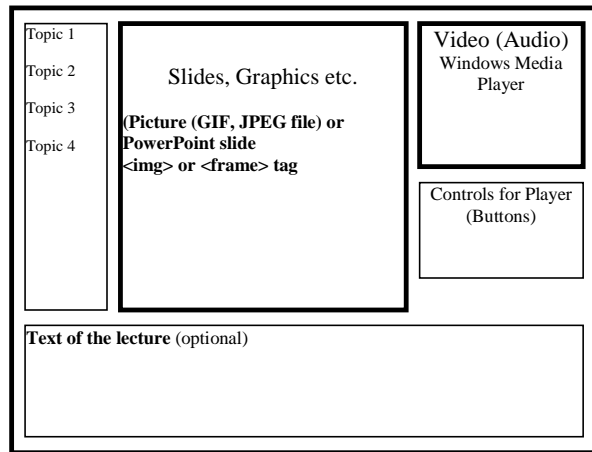 Topic 1
Topic 2
Topic 3
Topic 4
Slides, Graphics etc.
(Picture (GIF, JPEG file) or
PowerPoint slide
<img> or <frame> tag
Video (Audio)
Windows Media
Player
Controls for Player
(Buttons)
Text of the lecture (optional)